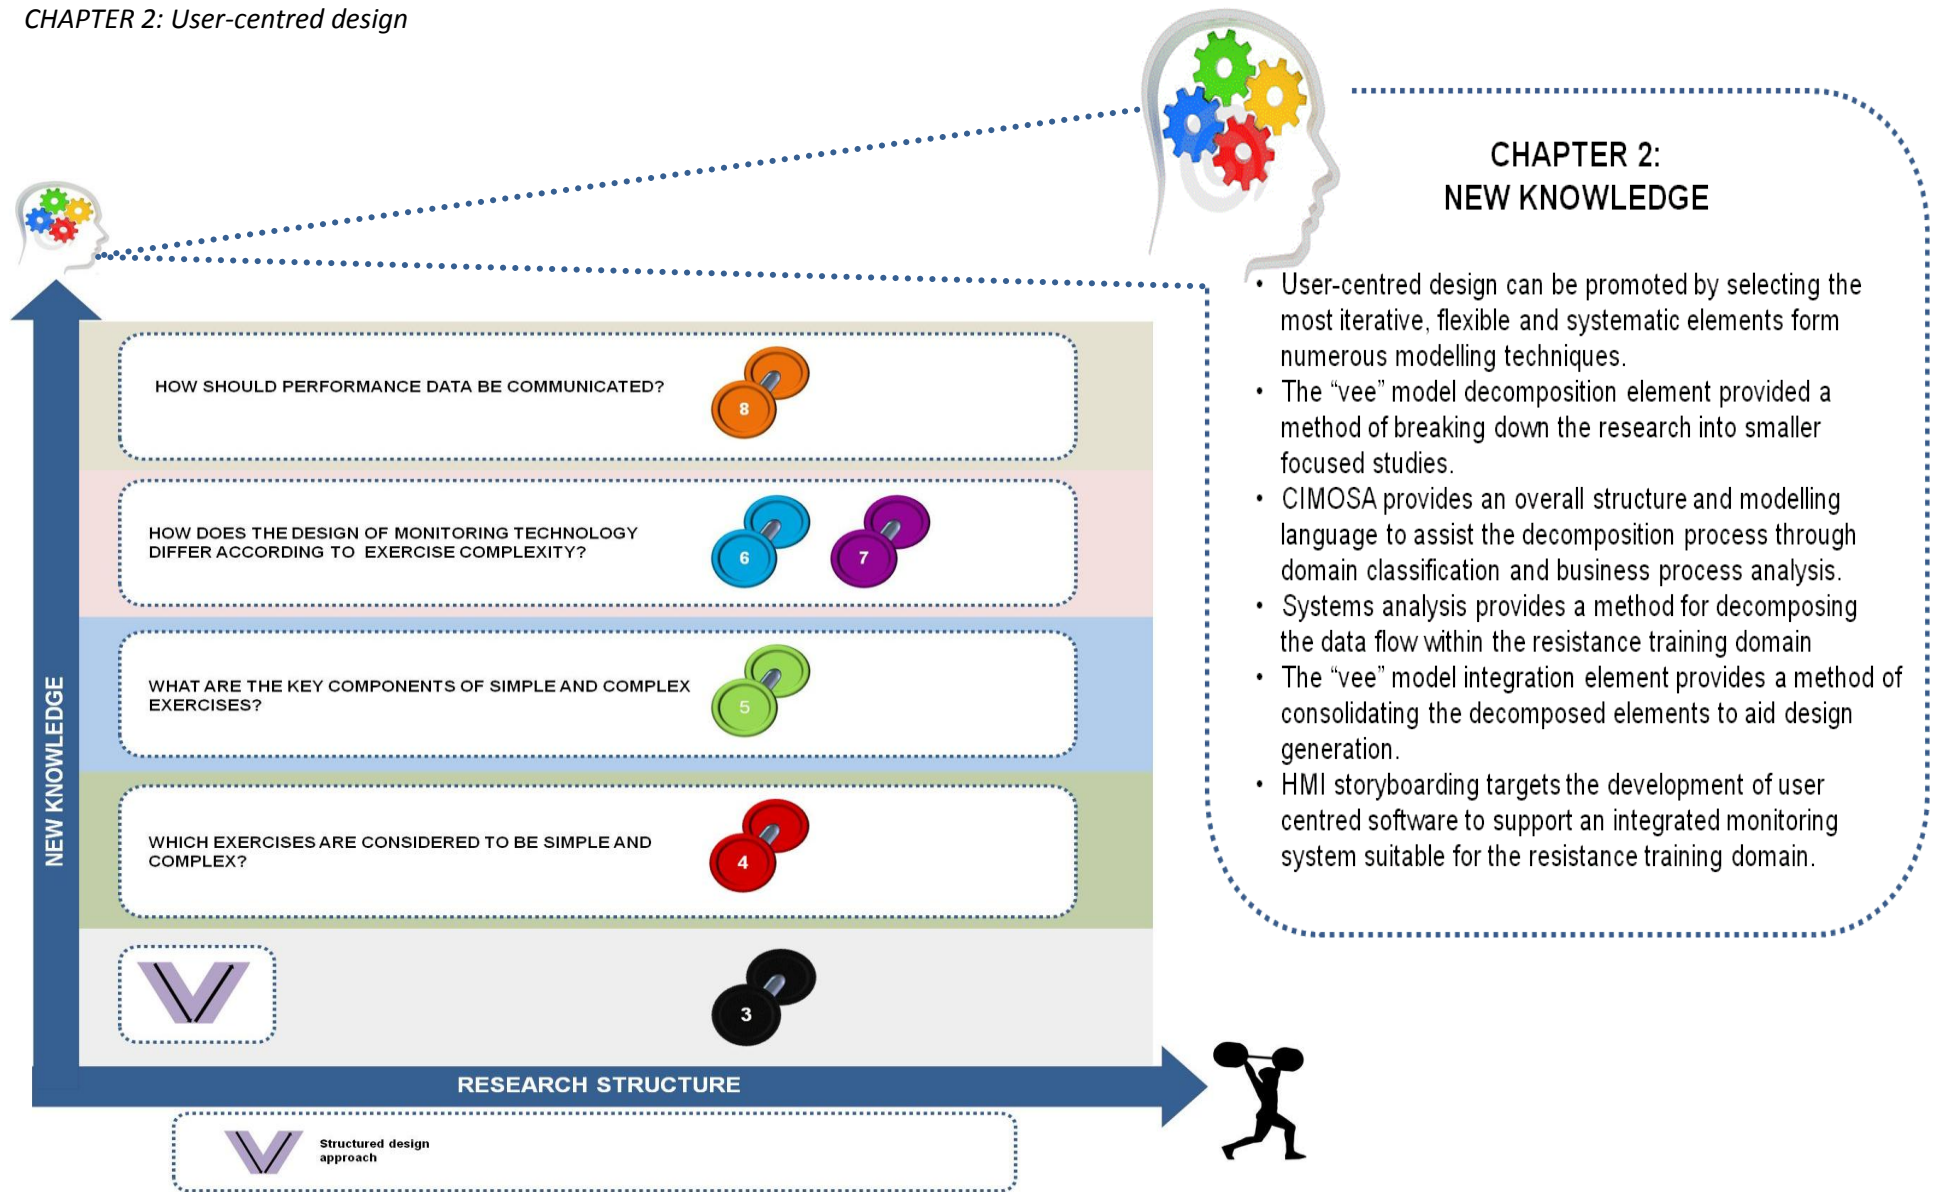 CHAPTER 2: User-centred design
CHAPTER 2:
NEW KNOWLEDGE
• User-centred design can be promoted by selecting the
most iterative, flexible and systematic elements form
numerous modelling techniques.
• The “vee” model decomposition element provided a
method of breaking down the research into smaller
focused studies.
• CIMOSA provides an overall structure and modelling
language to assist the decomposition process through
domain classification and business process analysis.
• Systems analysis provides a method for decomposing
the data flow within the resistance training domain
• The “vee” model integration element provides a method of
consolidating the decomposed elements to aid design
generation.
• HMI storyboarding targets the development of user
centred software to support an integrated monitoring
system suitable for the resistance training domain.
NEW KNOWLEDGE
HOW SHOULD PERFORMANCE DATA BE COMMUNICATED?
8
HOW DOES THE DESIGN OF MONITORING TECHNOLOGY
DIFFER ACCORDING TO EXERCISE COMPLEXITY?
6
7
WHAT ARE THE KEY COMPONENTS OF SIMPLE AND COMPLEX
EXERCISES?
5
WHICH EXERCISES ARE CONSIDERED TO BE SIMPLE AND
COMPLEX?
4
3
RESEARCH STRUCTURE
Structured design
approach